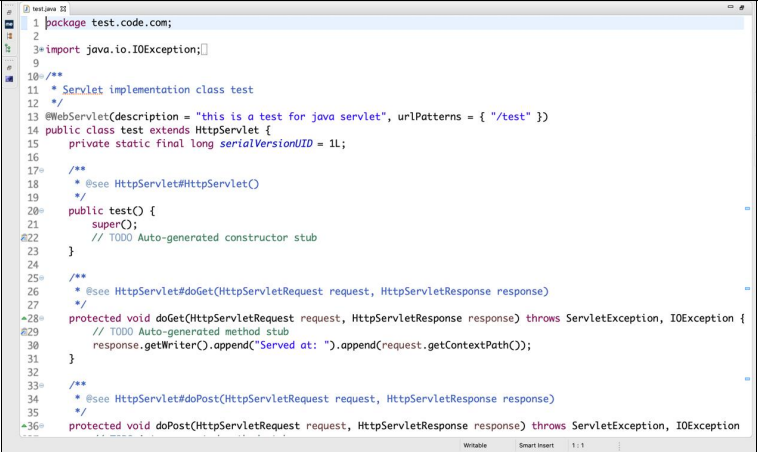 test.java
1 package test.code.com;
2
3 import java.io.IOException;
9
10 /**
11 * Servlet implementation class test
12 */
13 @WebServlet(description = "this is a test for java servlet", urlPatterns = { "/test" })
14 public class test extends HttpServlet {
15 private static final long serialVersionUID = 1L;
16
17 /**
18 * @see HttpServlet#HttpServlet()
19 */
20 public test() {
21 super();
22 // TODO Auto-generated constructor stub
23 }
24
25 /**
26 * @see HttpServlet#doGet(HttpServletRequest request, HttpServletResponse response)
27 */
28 protected void doGet(HttpServletRequest request, HttpServletResponse response) throws ServletException, IOException {
29 // TODO Auto-generated method stub
30 response.getWriter().append("Served at: ").append(request.getContextPath());
31 }
32
33 /**
34 * @see HttpServlet#doPost(HttpServletRequest request, HttpServletResponse response)
35 */
36 protected void doPost(HttpServletRequest request, HttpServletResponse response) throws ServletException, IOException
Writable Smart Insert 1 : 1